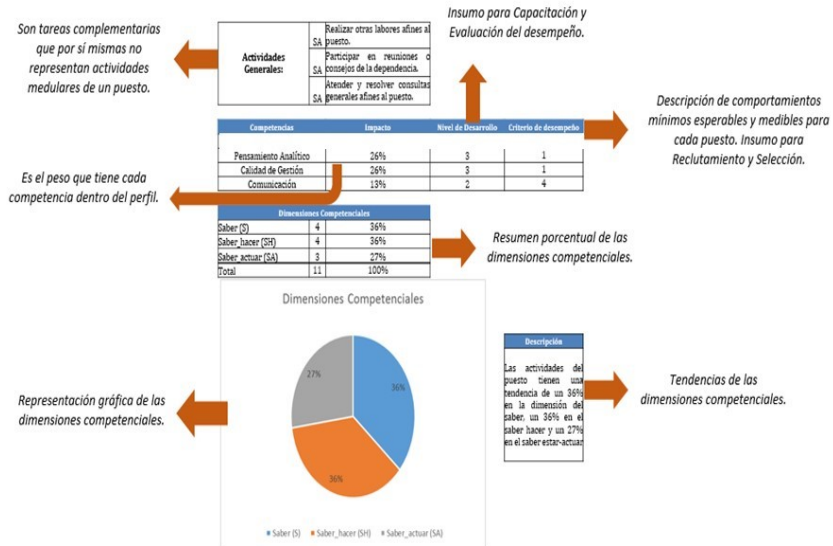 Son tareas complementarias
que por sí mismas no
representan actividades
medulares de un puesto.
Actividades
Generales:
SA
Realizar otras labores afines al
puesto.
SA
Participar en reuniones o
consejos de la dependencia.
SA
Atender y resolver consultas
generales afines al puesto.
Insumo para Capacitación y
Evaluación del desempeño.
Competencias Impacto Nivel de Desarrollo Criterio de desempeño
Pensamiento Analítico 26% 3 1
Calidad de Gestión 26% 3 1
Comunicación 13% 2 4
Descripción de comportamientos
mínimos esperables y medibles para
cada puesto. Insumo para
Reclutamiento y Selección.
Es el peso que tiene cada
competencia dentro del perfil.
Dimensiones Competenciales
Saber (S) 4 36%
Saber_hacer (SH) 4 36%
Saber_actuar (SA) 3 27%
Total 11 100%
Resumen porcentual de las
dimensiones competenciales.
Dimensiones Competenciales
27%
36%
36%
Saber (S) Saber_hacer (SH) Saber_actuar (SA)
Representación gráfica de las
dimensiones competenciales.
Descripción
Las actividades del
puesto tienen una
tendencia de un 36%
en la dimensión del
saber, un 36% en el
saber hacer y un 27%
en el saber estar-actuar
Tendencias de las
dimensiones competenciales.